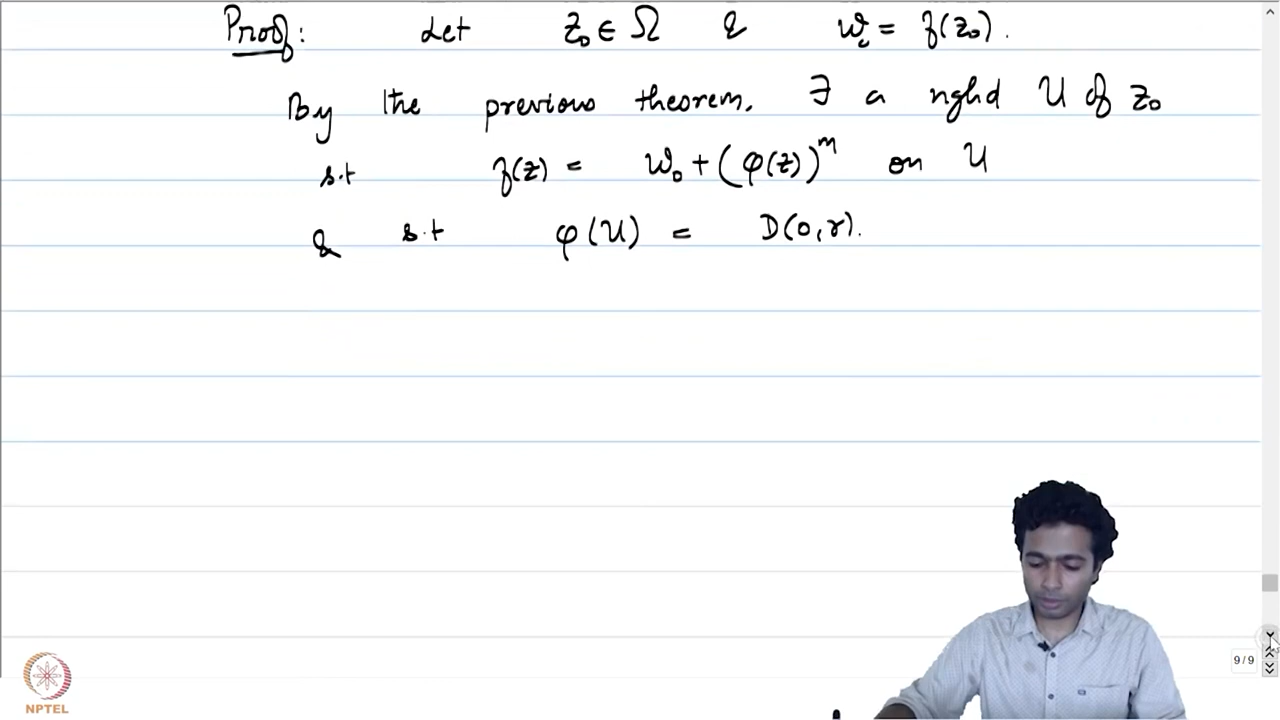 Proof: Let z₀ ∈ Ω & w₀ = f(z₀).
By the previous theorem, ∃ a nghd U of z₀
s.t f(z) = w₀ + (φ(z))ᵐ on U
& s.t φ(U) = D(0,r).
9/9
NPTEL